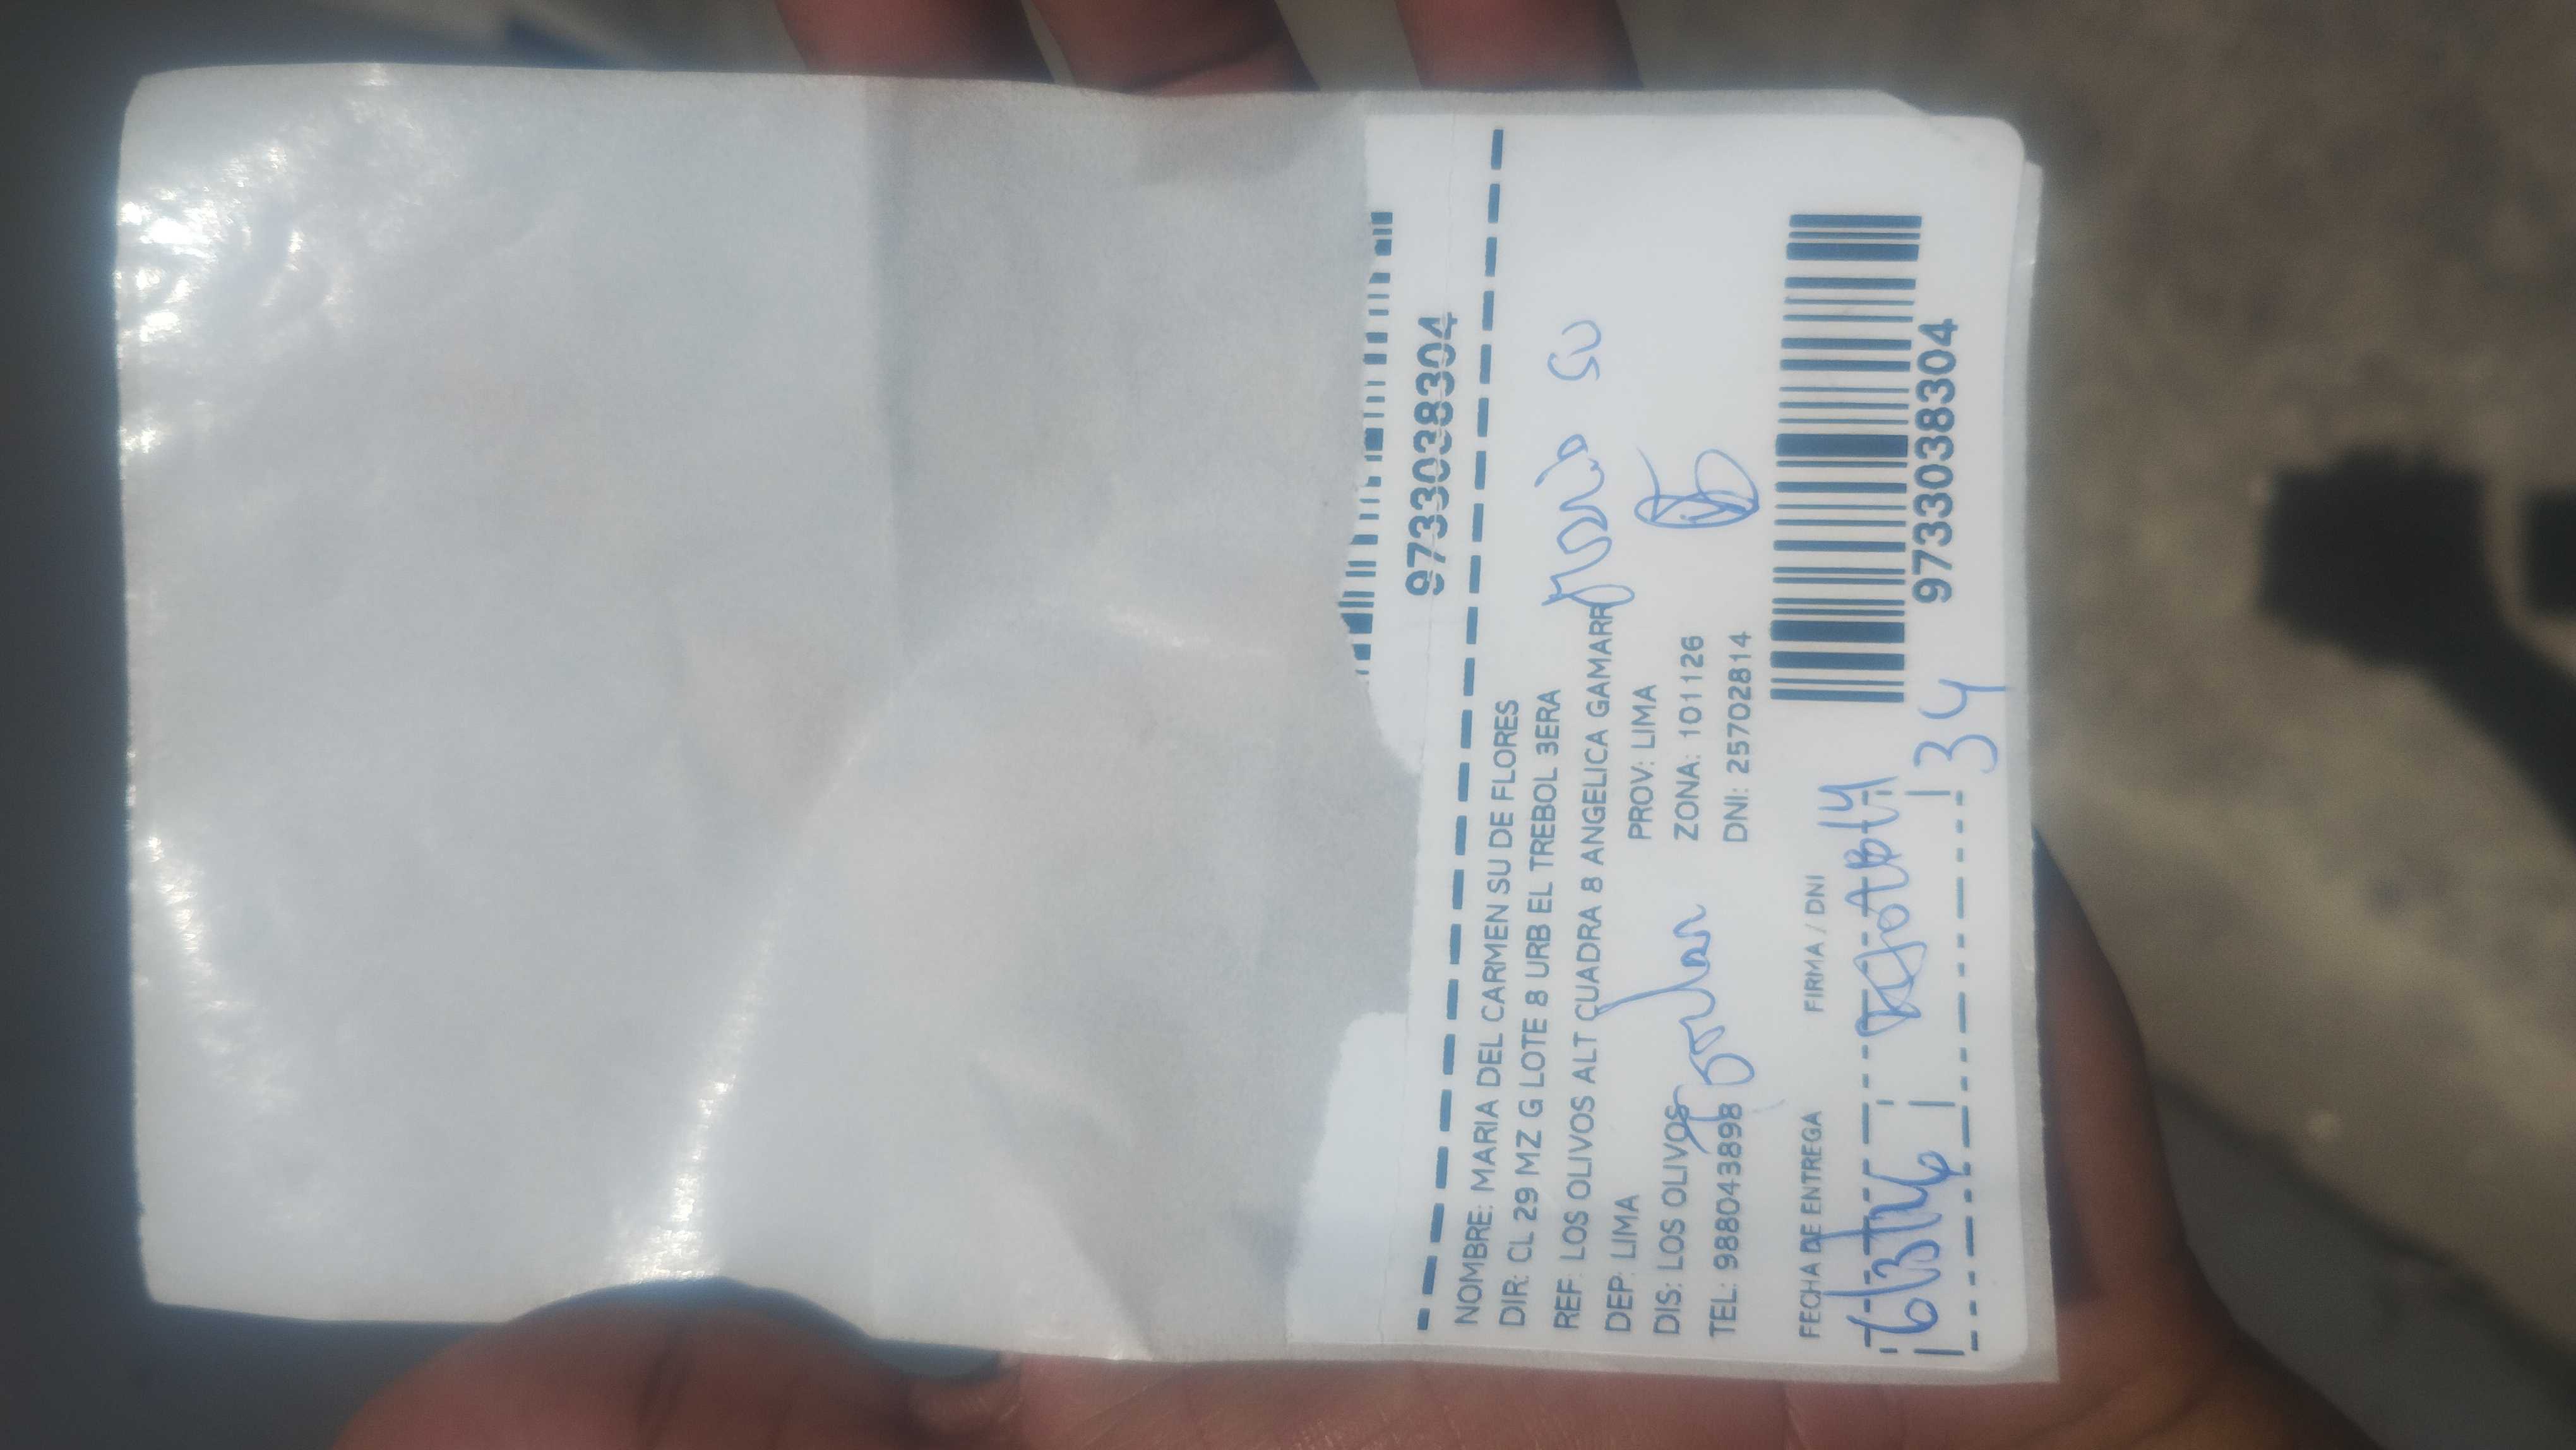 9733038304
NOMBRE: MARIA DEL CARMEN SU DE FLORES
DIR: CL 29 MZ G LOTE 8 URB EL TREBOL 3ERA
REF: LOS OLIVOS ALT CUADRA 8 ANGELICA GAMARR
DEP: LIMA PROV: LIMA
DIS: LOS OLIVOS ZONA: 101126
TEL: 988043898 DNI: 25702814
Maria SU
FECHA DE ENTREGA FIRMA / DNI
34
9733038304